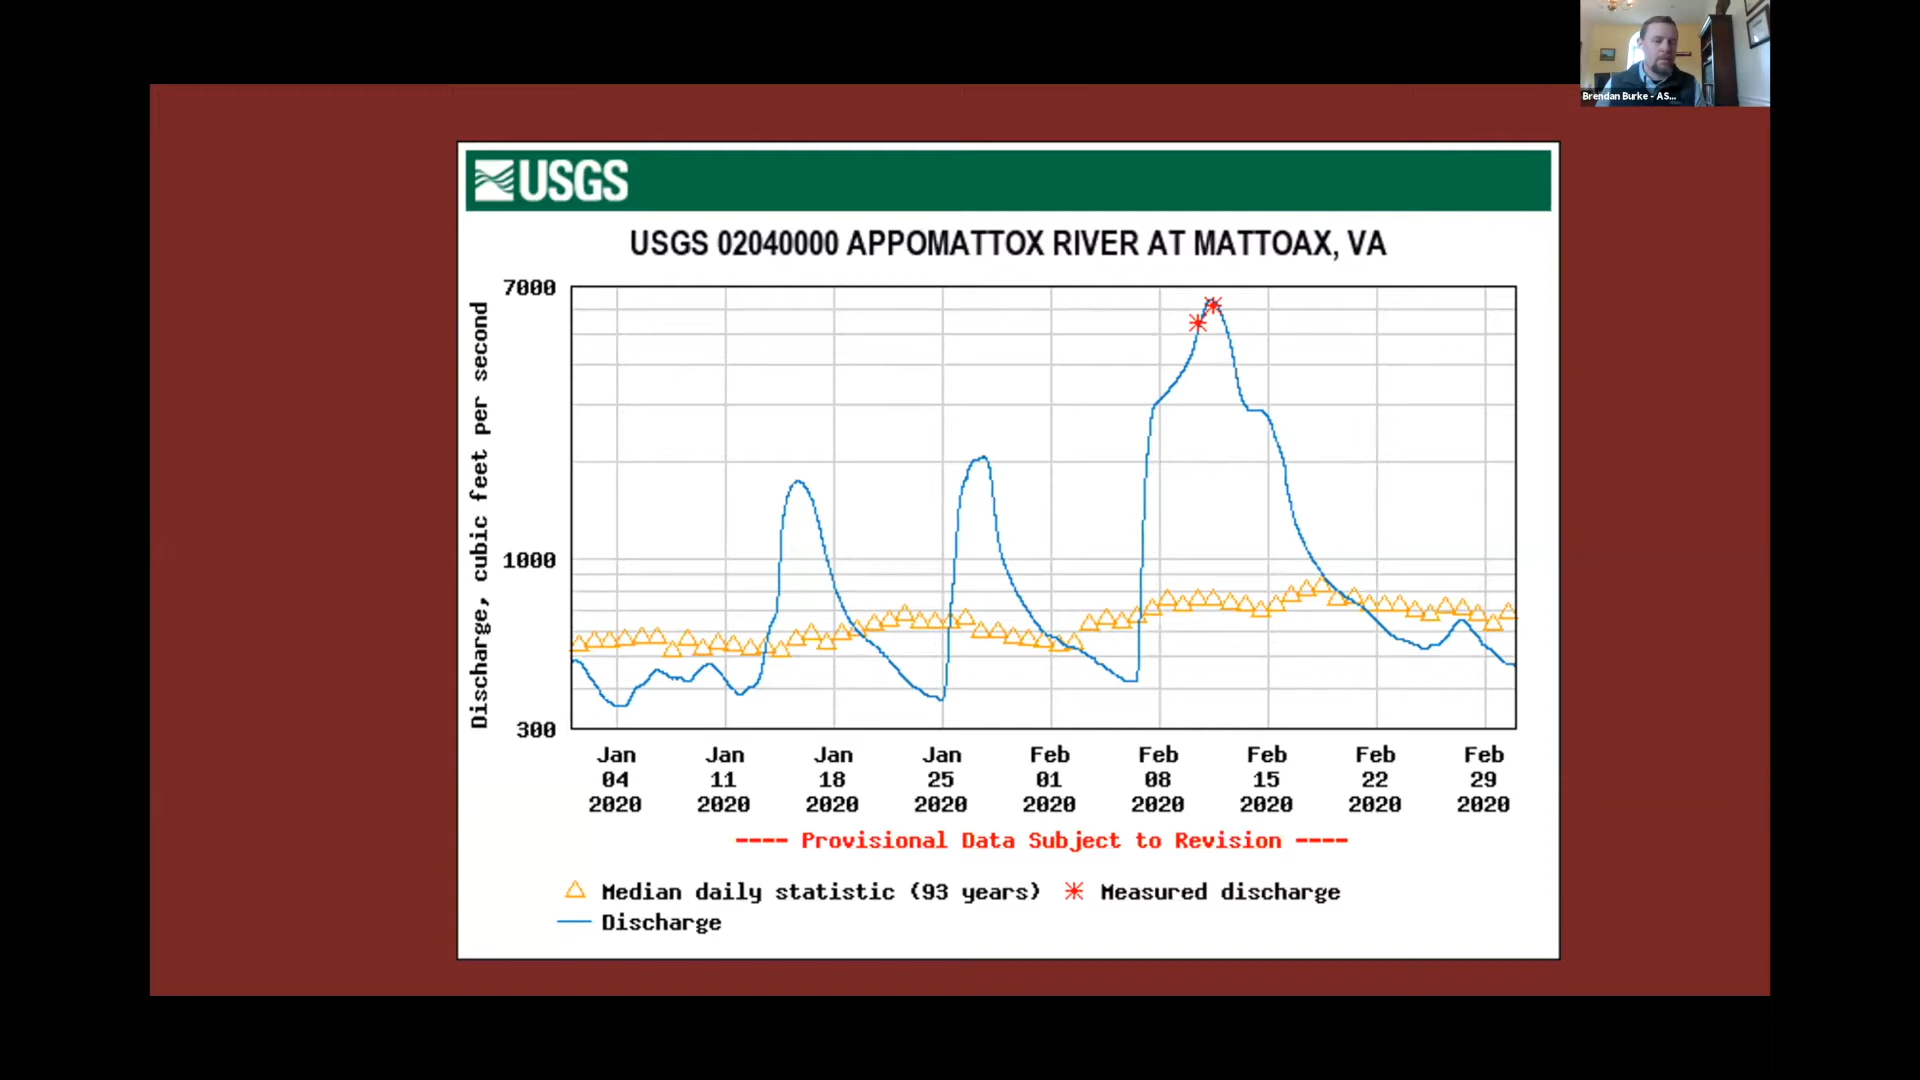 Brendan Burke - AS...
USGS
USGS 02040000 APPOMATTOX RIVER AT MATTOAX, VA
Discharge, cubic feet per second
7000
1000
300
Jan Jan Jan Jan Feb Feb Feb Feb Feb
04 11 18 25 01 08 15 22 29
2020 2020 2020 2020 2020 2020 2020 2020 2020
---- Provisional Data Subject to Revision ----
Median daily statistic (93 years) Measured discharge
Discharge